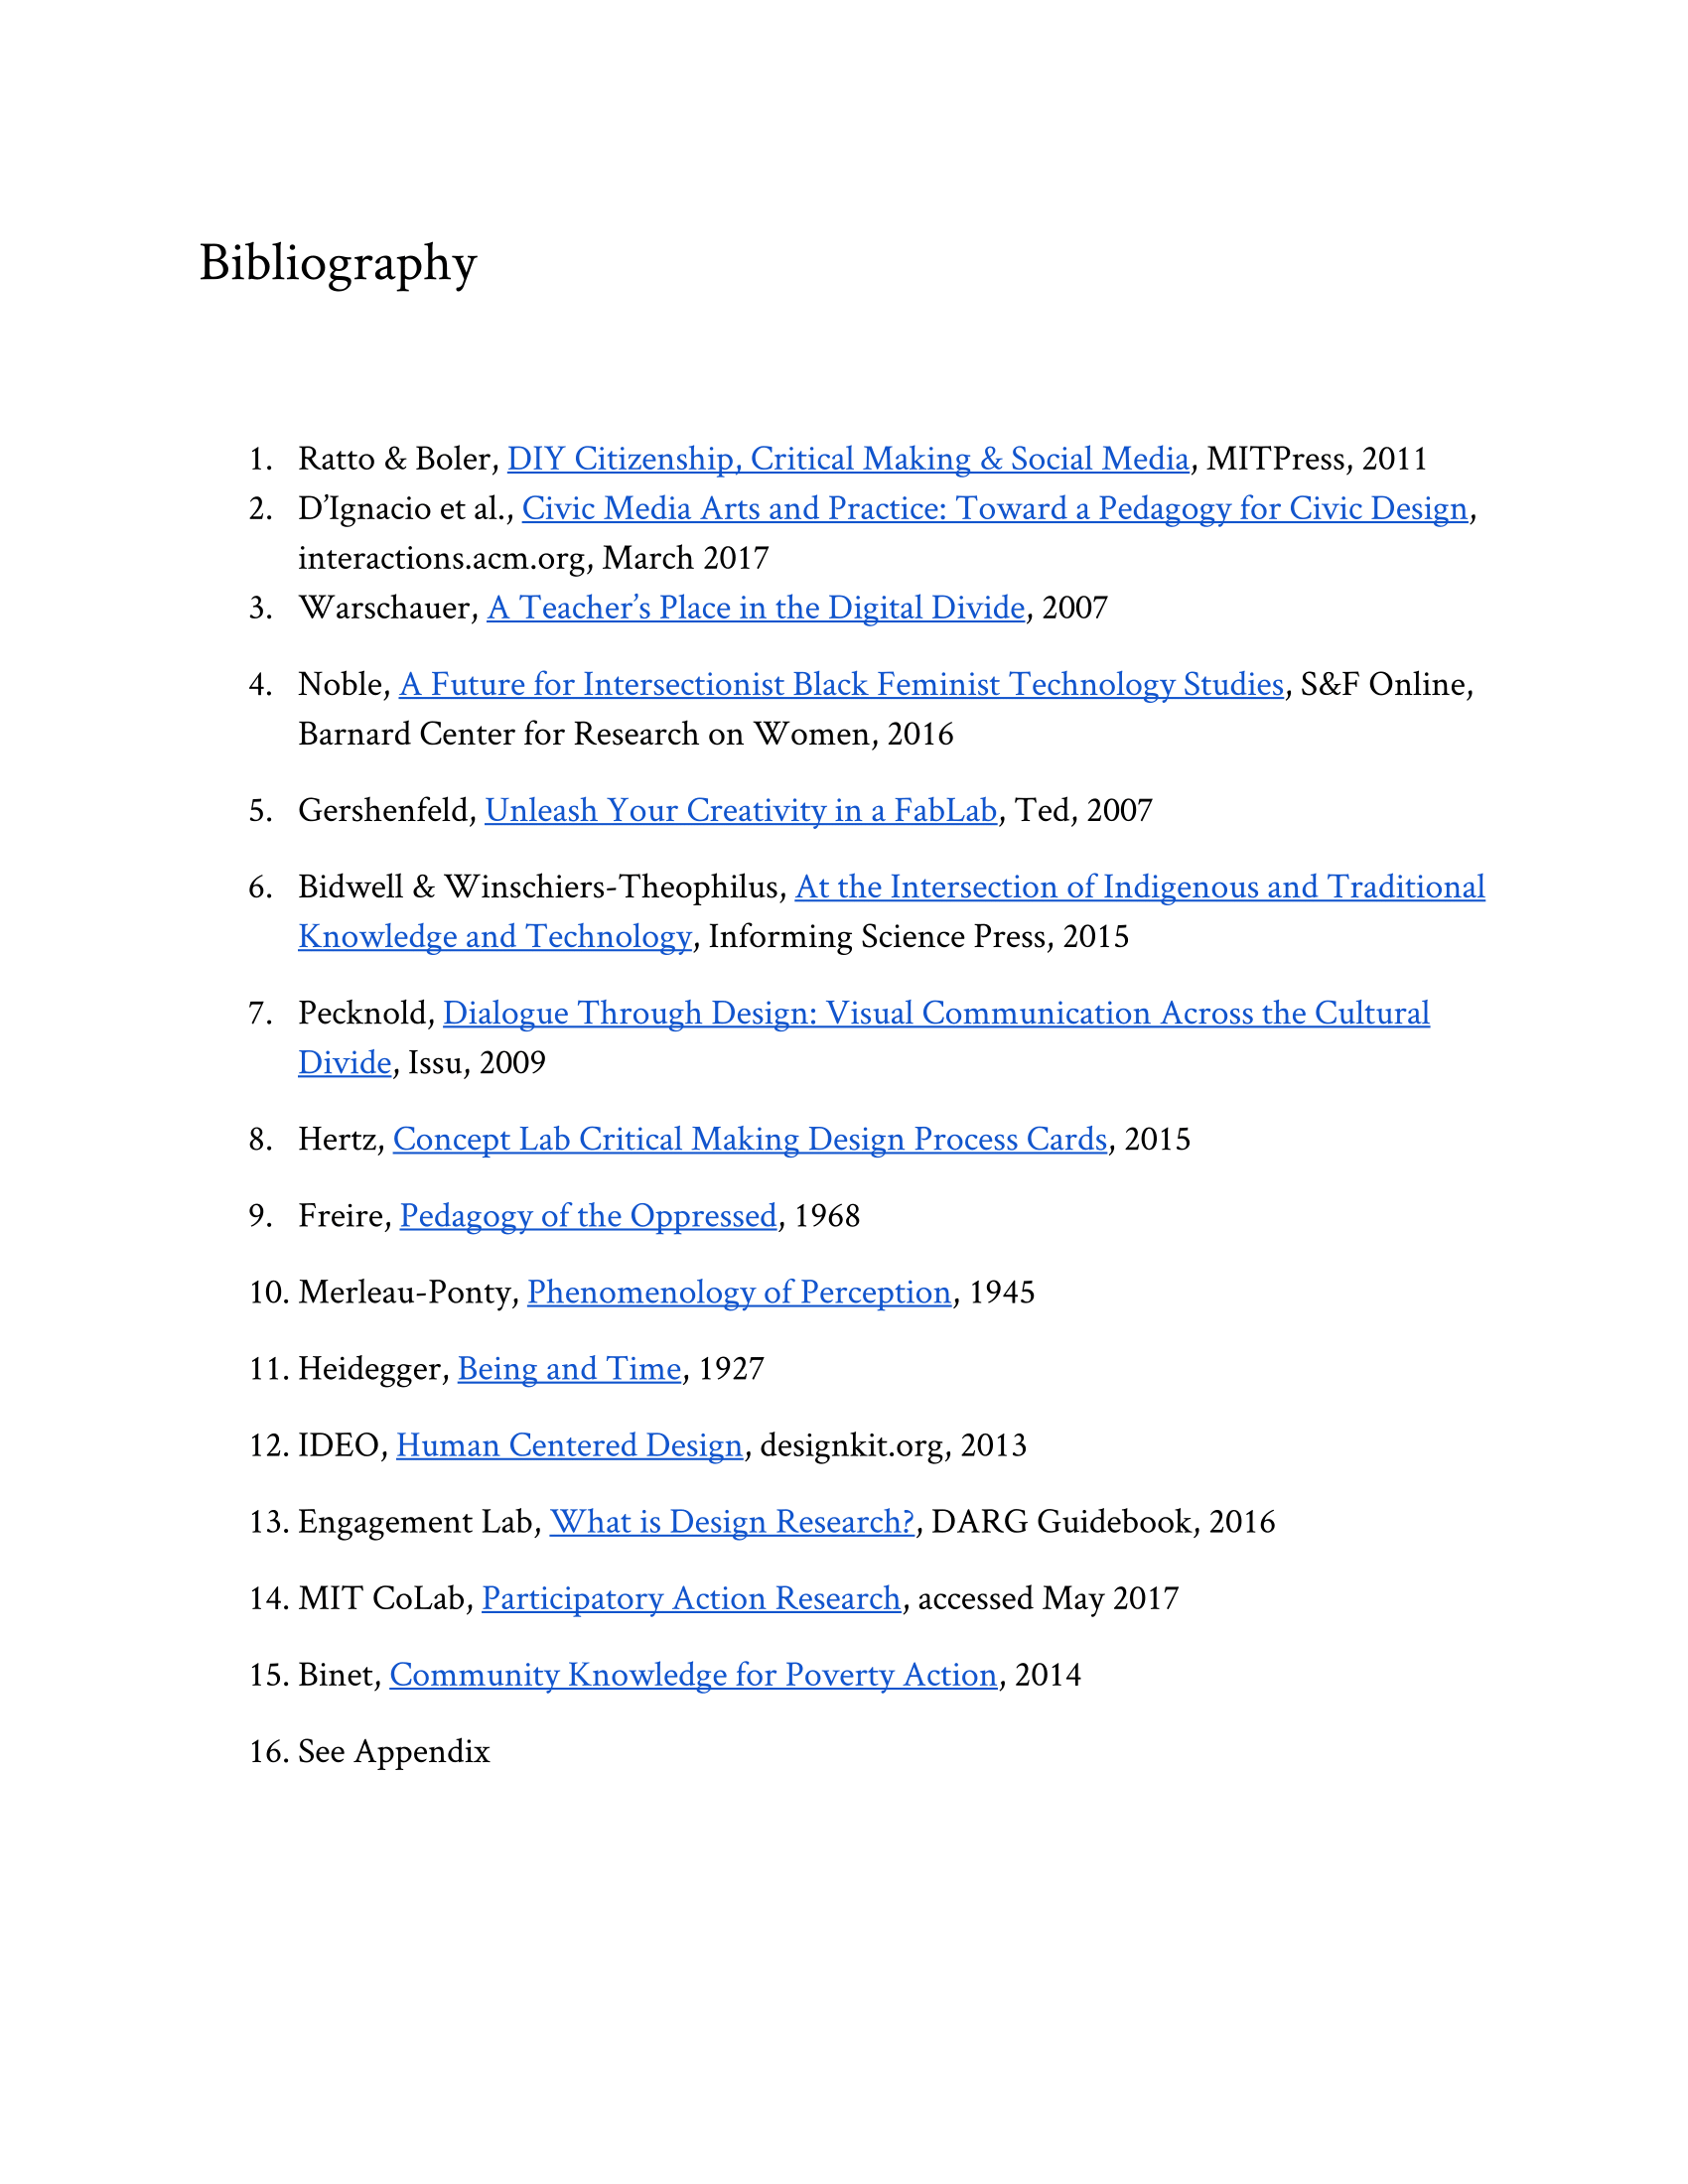 Bibliography
1. Ratto & Boler, DIY Citizenship, Critical Making & Social Media, MITPress, 2011
2. D’Ignacio et al., Civic Media Arts and Practice: Toward a Pedagogy for Civic Design,
interactions.acm.org, March 2017
3. Warschauer, A Teacher’s Place in the Digital Divide, 2007
4. Noble, A Future for Intersectionist Black Feminist Technology Studies, S&F Online,
Barnard Center for Research on Women, 2016
5. Gershenfeld, Unleash Your Creativity in a FabLab, Ted, 2007
6. Bidwell & Winschiers-Theophilus, At the Intersection of Indigenous and Traditional
Knowledge and Technology, Informing Science Press, 2015
7. Pecknold, Dialogue Through Design: Visual Communication Across the Cultural
Divide, Issu, 2009
8. Hertz, Concept Lab Critical Making Design Process Cards, 2015
9. Freire, Pedagogy of the Oppressed, 1968
10. Merleau-Ponty, Phenomenology of Perception, 1945
11. Heidegger, Being and Time, 1927
12. IDEO, Human Centered Design, designkit.org, 2013
13. Engagement Lab, What is Design Research?, DARG Guidebook, 2016
14. MIT CoLab, Participatory Action Research, accessed May 2017
15. Binet, Community Knowledge for Poverty Action, 2014
16. See Appendix